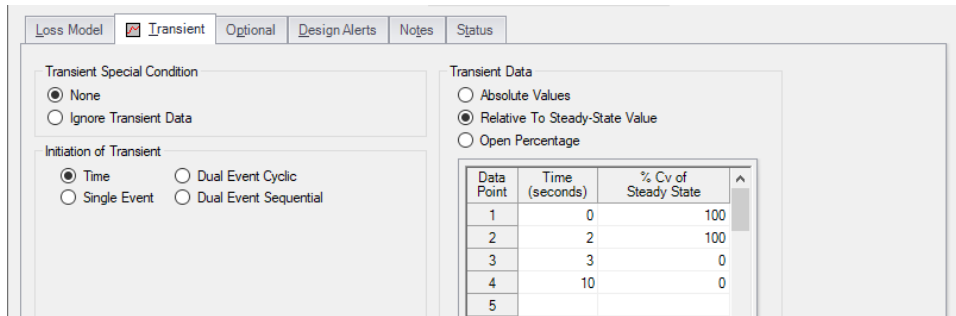 Loss Model Transient Optional Design Alerts Notes Status
Transient Special Condition
None
Ignore Transient Data
Initiation of Transient
Time Dual Event Cyclic
Single Event Dual Event Sequential
Transient Data
Absolute Values
Relative To Steady-State Value
Open Percentage
Data Point Time (seconds) % Cv of Steady State
1 0 100
2 2 100
3 3 0
4 10 0
5